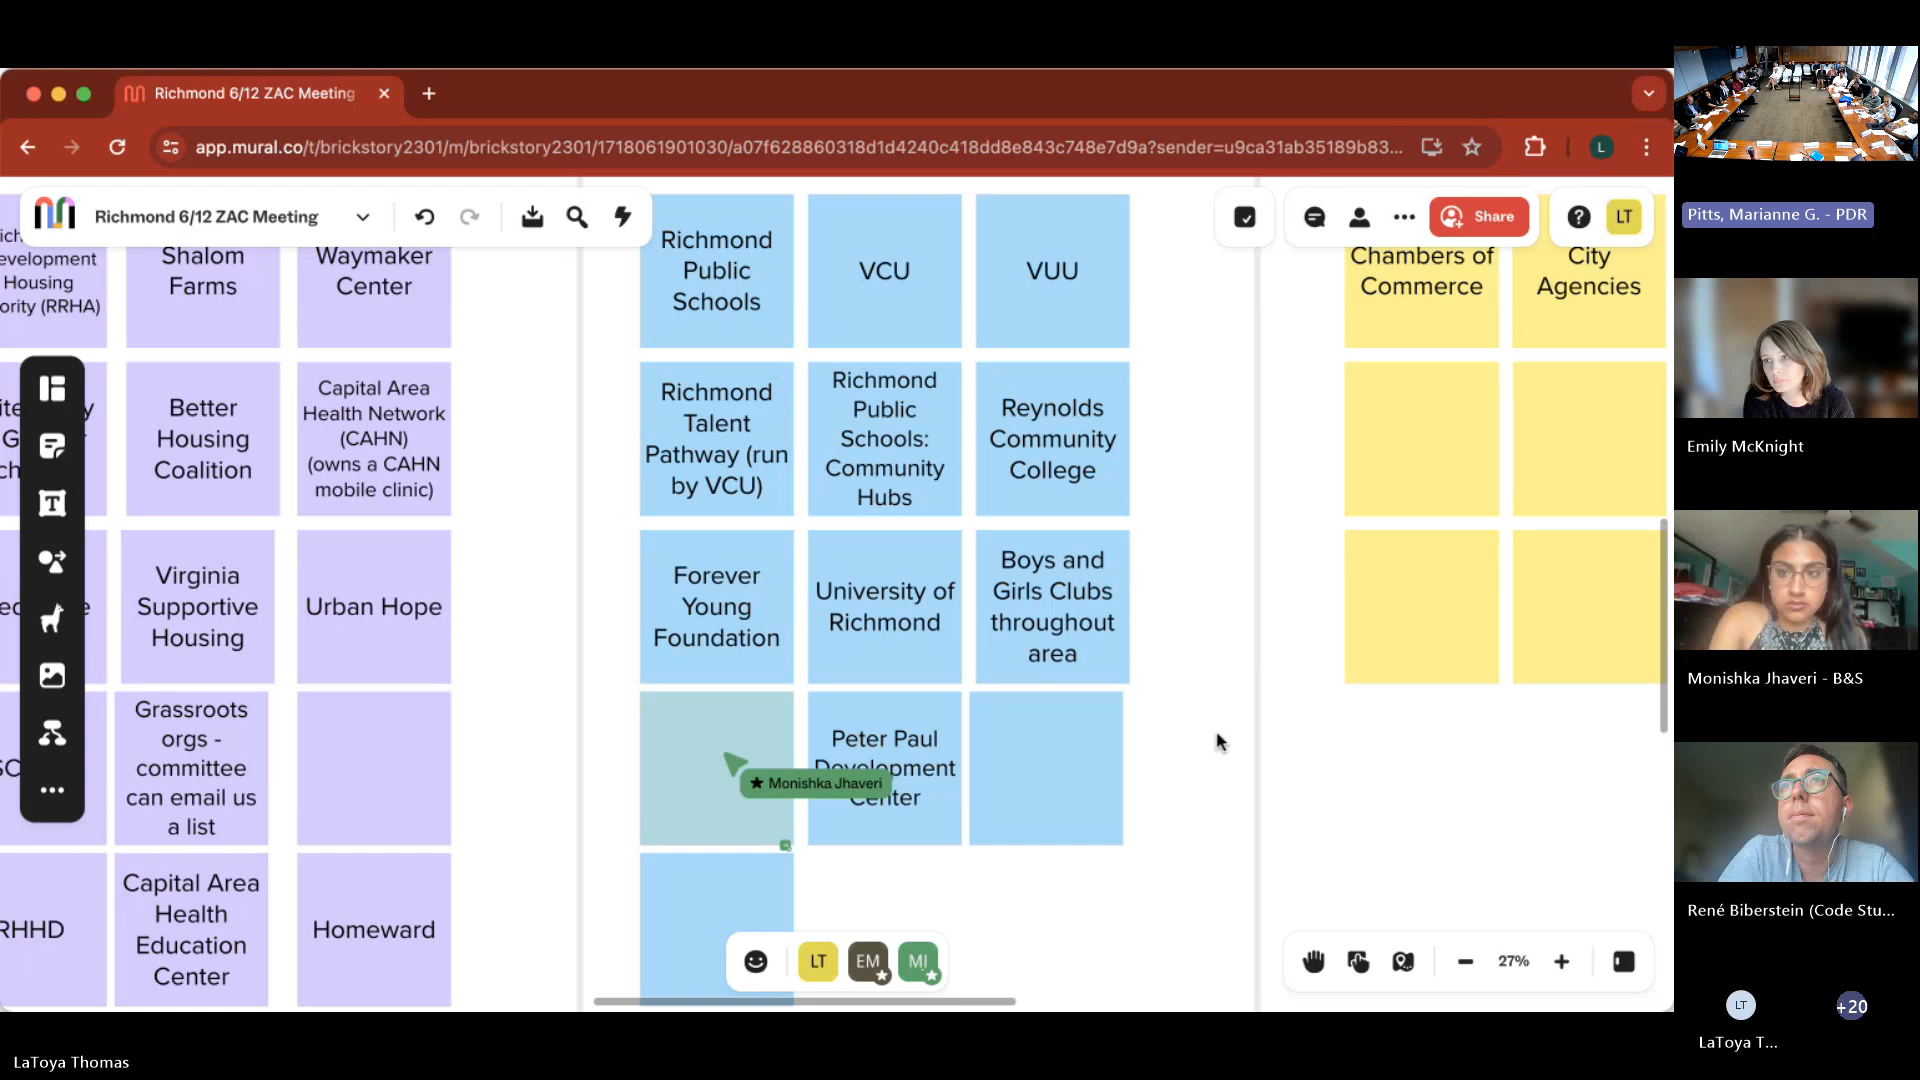 Richmond 6/12 ZAC Meeting
app.mural.co/t/brickstory2301/m/brickstory2301/1718061901030/a07f628860318d1d4240c418dd8e843c748e7d9a?sender=u9ca31ab35189b83...
L
Richmond 6/12 ZAC Meeting
Share
LT
evelopment
Housing
ority (RRHA)
Shalom
Farms
Waymaker
Center
Richmond
Public
Schools
VCU
VUU
Chambers of
Commerce
City
Agencies
Better
Housing
Coalition
Capital Area
Health Network
(CAHN)
(owns a CAHN
mobile clinic)
Richmond
Talent
Pathway (run
by VCU)
Richmond
Public
Schools:
Community
Hubs
Reynolds
Community
College
Virginia
Supportive
Housing
Urban Hope
Forever
Young
Foundation
University of
Richmond
Boys and
Girls Clubs
throughout
area
Grassroots
orgs -
committee
can email us
a list
Peter Paul
Development
Center
Monishka Jhaveri
RHHD
Capital Area
Health
Education
Center
Homeward
LT
EM
MJ
27%
Pitts, Marianne G. - PDR
Emily McKnight
Monishka Jhaveri - B&S
René Biberstein (Code Stu...
LT
+20
LaToya T...
LaToya Thomas